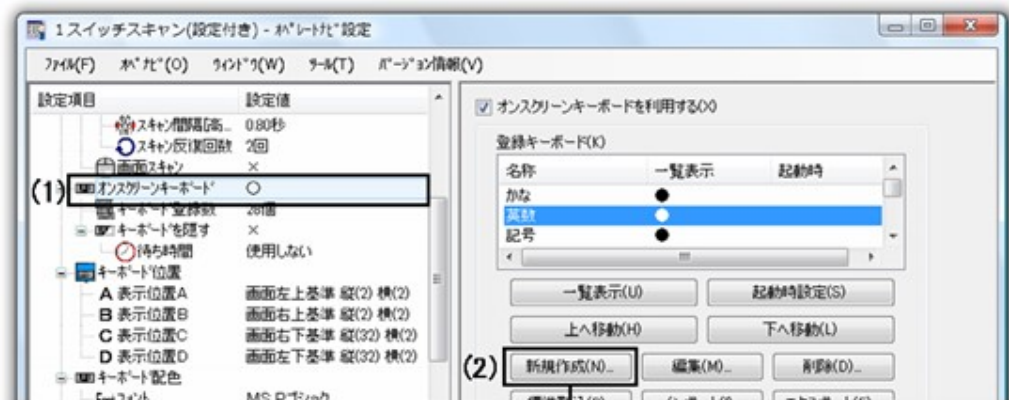 1スイッチスキャン(設定付き) - オペレートナビ設定
ファイル(F) オペナビ(O) ウィンドウ(W) ツール(T) バージョン情報(V)
設定項目 設定値
スキャン間隔[高... 0.80秒
スキャン反復回数 2回
画面スキャン ×
(1) オンスクリーンキーボード ○
キーボード登録数 28個
キーボードを隠す ×
待ち時間 使用しない
キーボード位置
A 表示位置A 画面左上基準 縦(2) 横(2)
B 表示位置B 画面右上基準 縦(2) 横(2)
C 表示位置C 画面右下基準 縦(32) 横(2)
D 表示位置D 画面左下基準 縦(32) 横(2)
キーボード配色
フォント MS Pゴシック
オンスクリーンキーボードを利用する(X)
登録キーボード(K)
名称 一覧表示 起動時
かな ●
英数 ●
記号 ●
一覧表示(U) 起動時設定(S)
上へ移動(H) 下へ移動(L)
(2) 新規作成(N)... 編集(M)... 削除(D)...